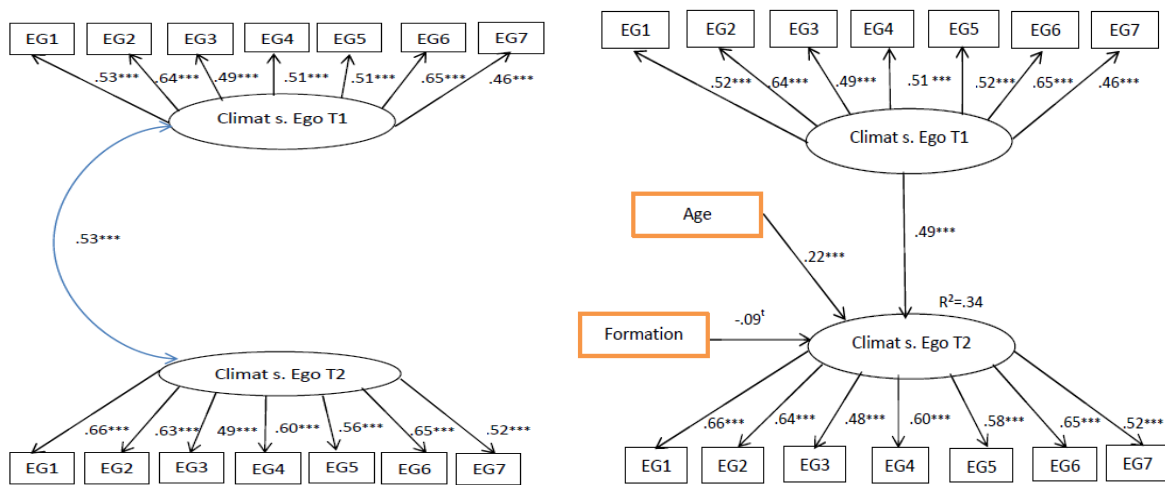 EG1 EG2 EG3 EG4 EG5 EG6 EG7
.53*** .64*** .49*** .51*** .51*** .65*** .46***
Climat s. Ego T1
.53***
Climat s. Ego T2
.66*** .63*** .49*** .60*** .56*** .65*** .52***
EG1 EG2 EG3 EG4 EG5 EG6 EG7
EG1 EG2 EG3 EG4 EG5 EG6 EG7
.52*** .64*** .49*** .51 *** .52*** .65*** .46***
Climat s. Ego T1
Age
.49***
.22***
R²=.34
Formation
-.09ᵗ
Climat s. Ego T2
.66*** .64*** .48*** .60*** .58*** .65*** .52***
EG1 EG2 EG3 EG4 EG5 EG6 EG7